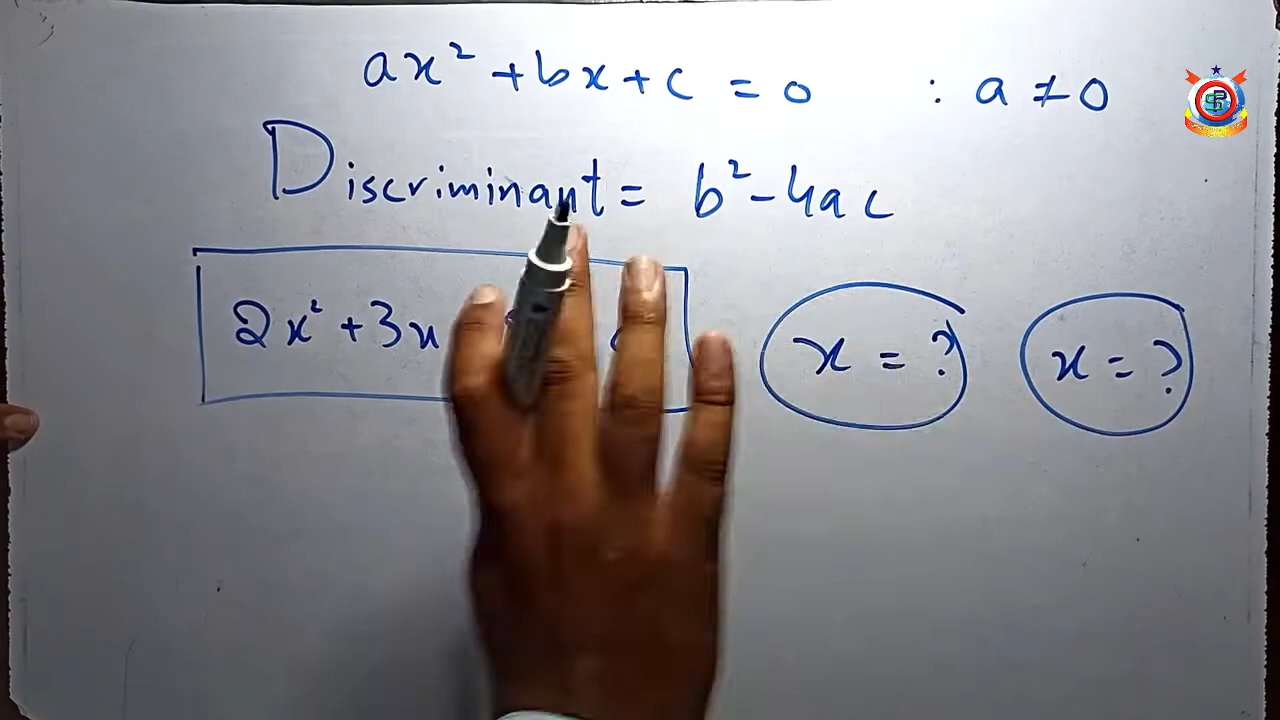 ax² + bx + c = 0 : a ≠ 0
Discriminant = b² - 4ac
2x² + 3x x = ? x = ?